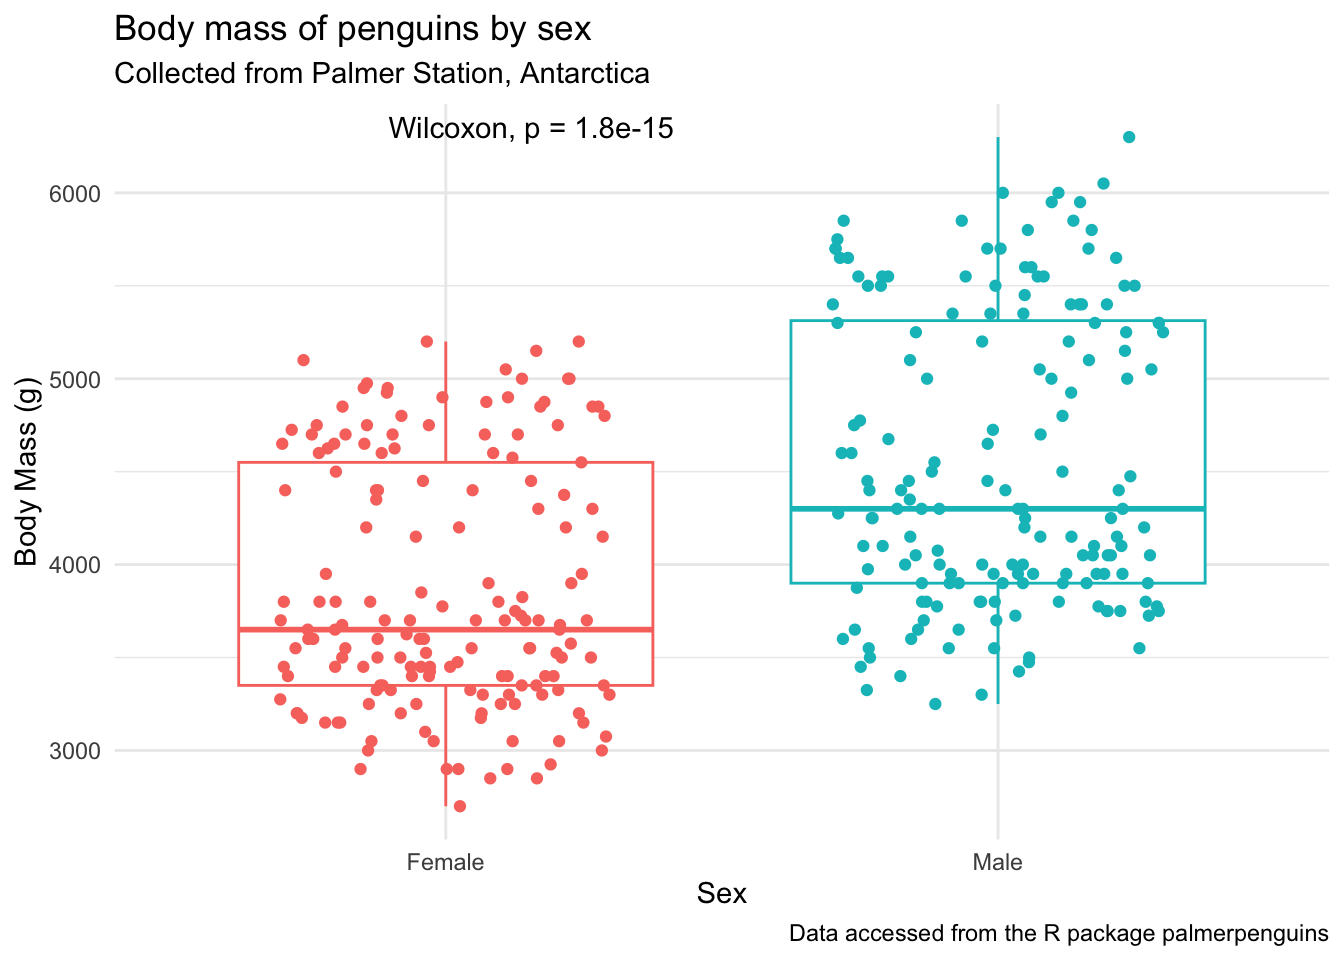 Body mass of penguins by sex
Collected from Palmer Station, Antarctica
Wilcoxon, p = 1.8e-15
6000
5000
4000
3000
Body Mass (g)
Female
Male
Sex
Data accessed from the R package palmerpenguins